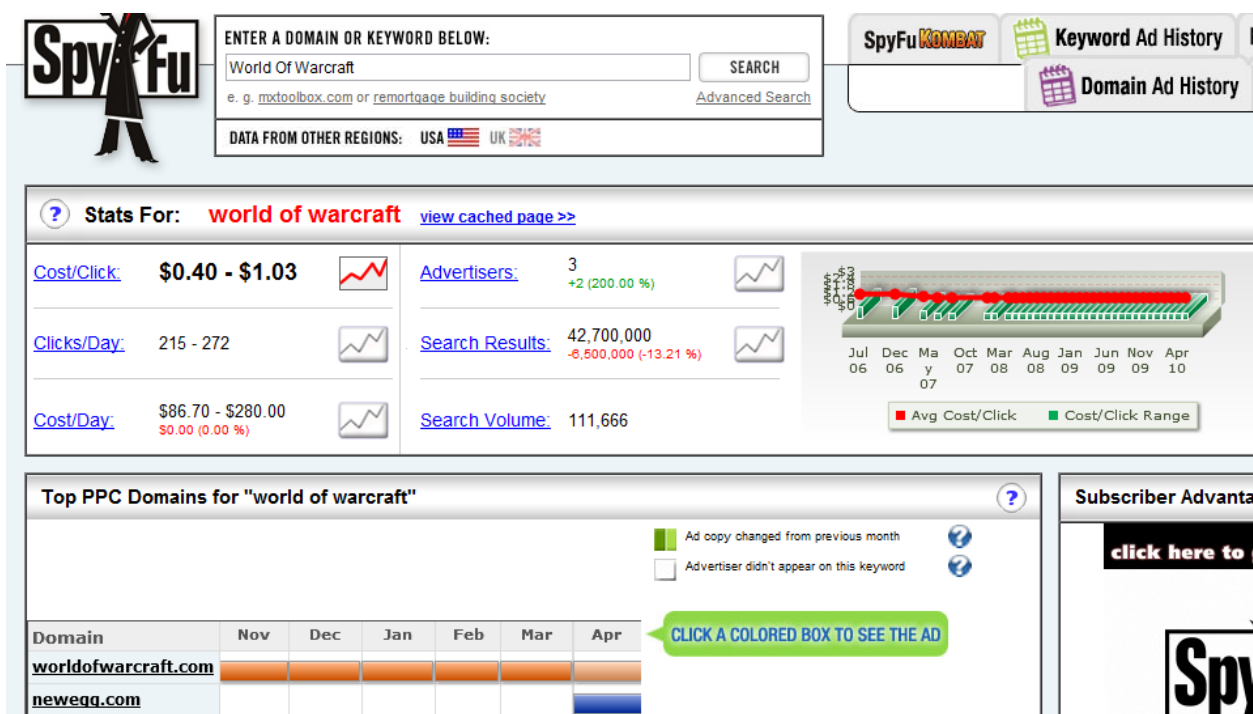 SpyFu
ENTER A DOMAIN OR KEYWORD BELOW:
World Of Warcraft
SEARCH
e. g. mxtoolbox.com or remortgage building society
Advanced Search
DATA FROM OTHER REGIONS: USA UK
SpyFu KOMBAT
Keyword Ad History
Domain Ad History
? Stats For: world of warcraft view cached page >>
Cost/Click: $0.40 - $1.03
Advertisers: 3
+2 (200.00 %)
Clicks/Day: 215 - 272
Search Results: 42,700,000
-6,500,000 (-13.21 %)
Cost/Day: $86.70 - $280.00
$0.00 (0.00 %)
Search Volume: 111,666
$3
$0
Jul Dec Ma Oct Mar Aug Jan Jun Nov Apr
06 06 y 07 08 08 09 09 09 10
07
Avg Cost/Click Cost/Click Range
Top PPC Domains for "world of warcraft" ?
Ad copy changed from previous month ?
Advertiser didn't appear on this keyword ?
Domain Nov Dec Jan Feb Mar Apr
CLICK A COLORED BOX TO SEE THE AD
worldofwarcraft.com
newegg.com
Subscriber Advanta
click here to
Spy